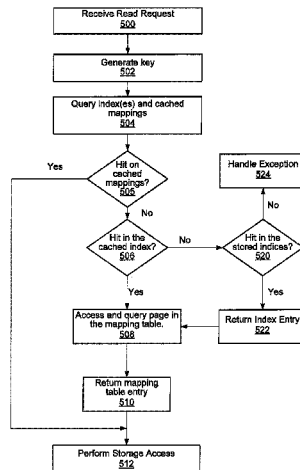 Receive Read Request
500
Generate key
502
Query index(es) and cached
mappings
504
Yes
Hit on
cached
mappings?
505
Handle Exception
524
No
No
Hit in the
cached index?
506
No
Hit in the
stored indices?
520
Yes
Yes
Access and query page in
the mapping table.
508
Return Index Entry
522
Return mapping
table entry
510
Perform Storage Access
512